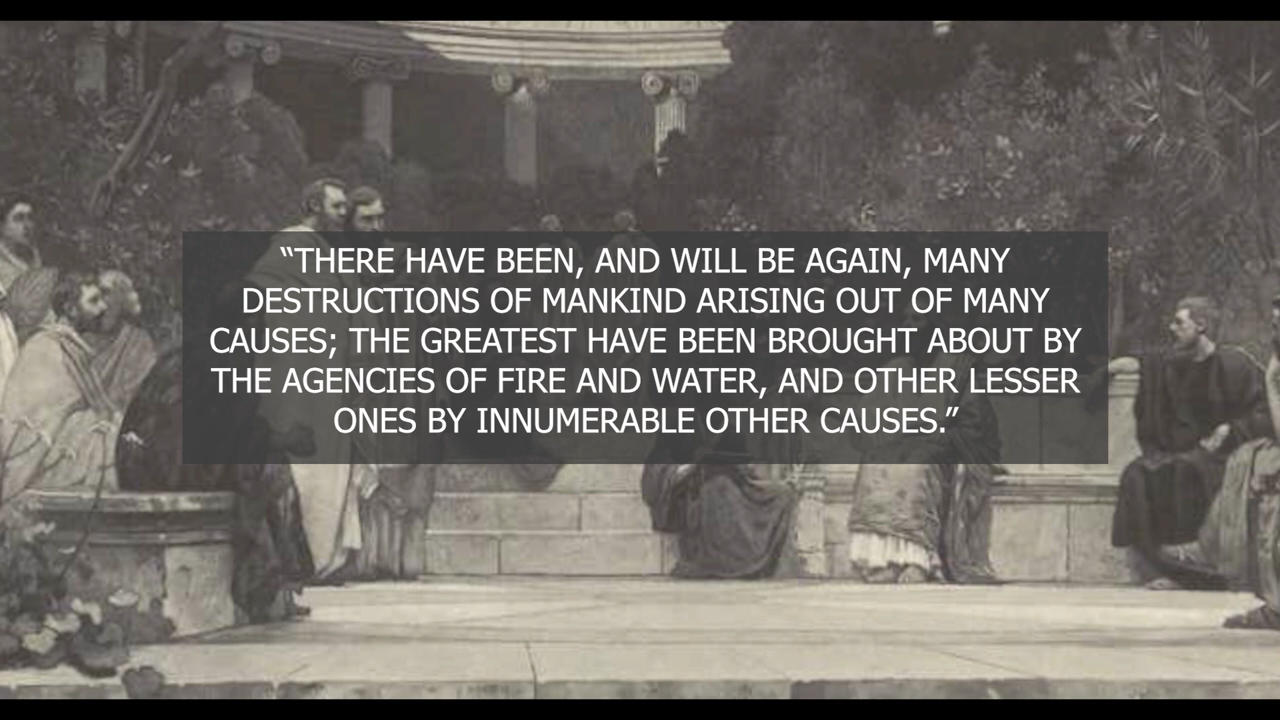 “THERE HAVE BEEN, AND WILL BE AGAIN, MANY
DESTRUCTIONS OF MANKIND ARISING OUT OF MANY
CAUSES; THE GREATEST HAVE BEEN BROUGHT ABOUT BY
THE AGENCIES OF FIRE AND WATER, AND OTHER LESSER
ONES BY INNUMERABLE OTHER CAUSES.”